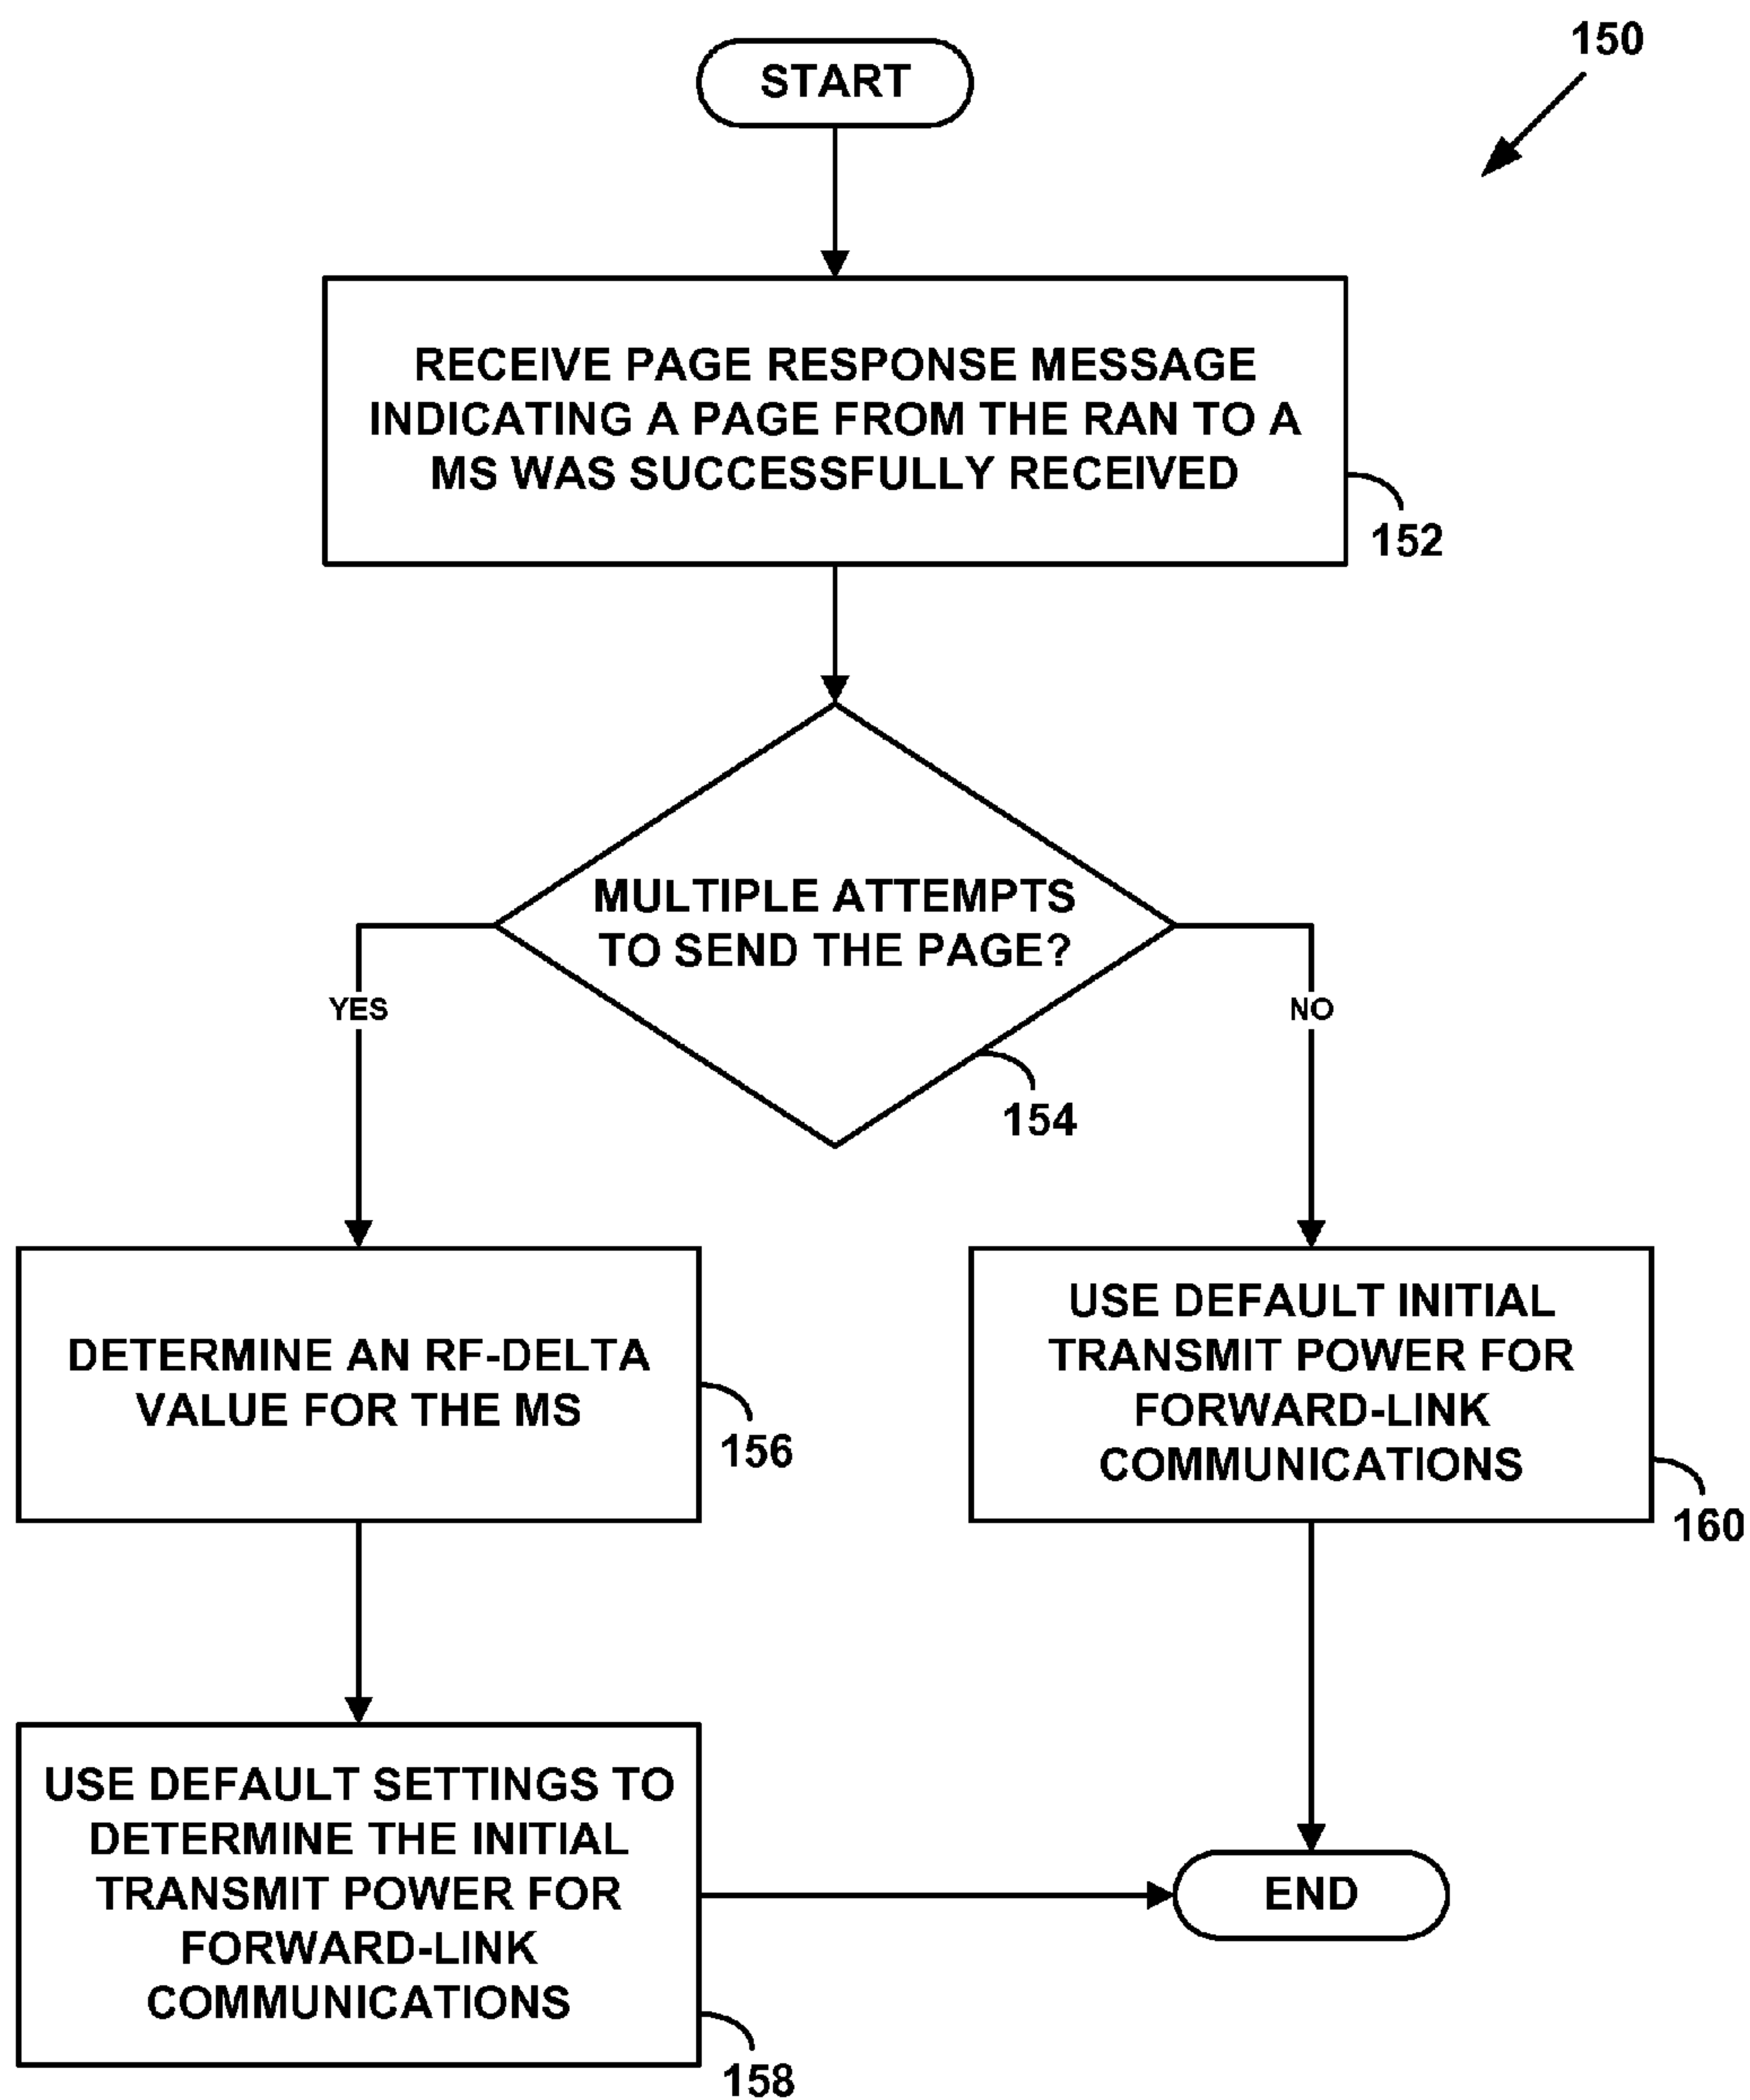 150
START
RECEIVE PAGE RESPONSE MESSAGE
INDICATING A PAGE FROM THE RAN TO A
MS WAS SUCCESSFULLY RECEIVED
152
MULTIPLE ATTEMPTS
TO SEND THE PAGE?
YES
NO
154
DETERMINE AN RF-DELTA
VALUE FOR THE MS
156
USE DEFAULT INITIAL
TRANSMIT POWER FOR
FORWARD-LINK
COMMUNICATIONS
160
USE DEFAULT SETTINGS TO
DETERMINE THE INITIAL
TRANSMIT POWER FOR
FORWARD-LINK
COMMUNICATIONS
158
END